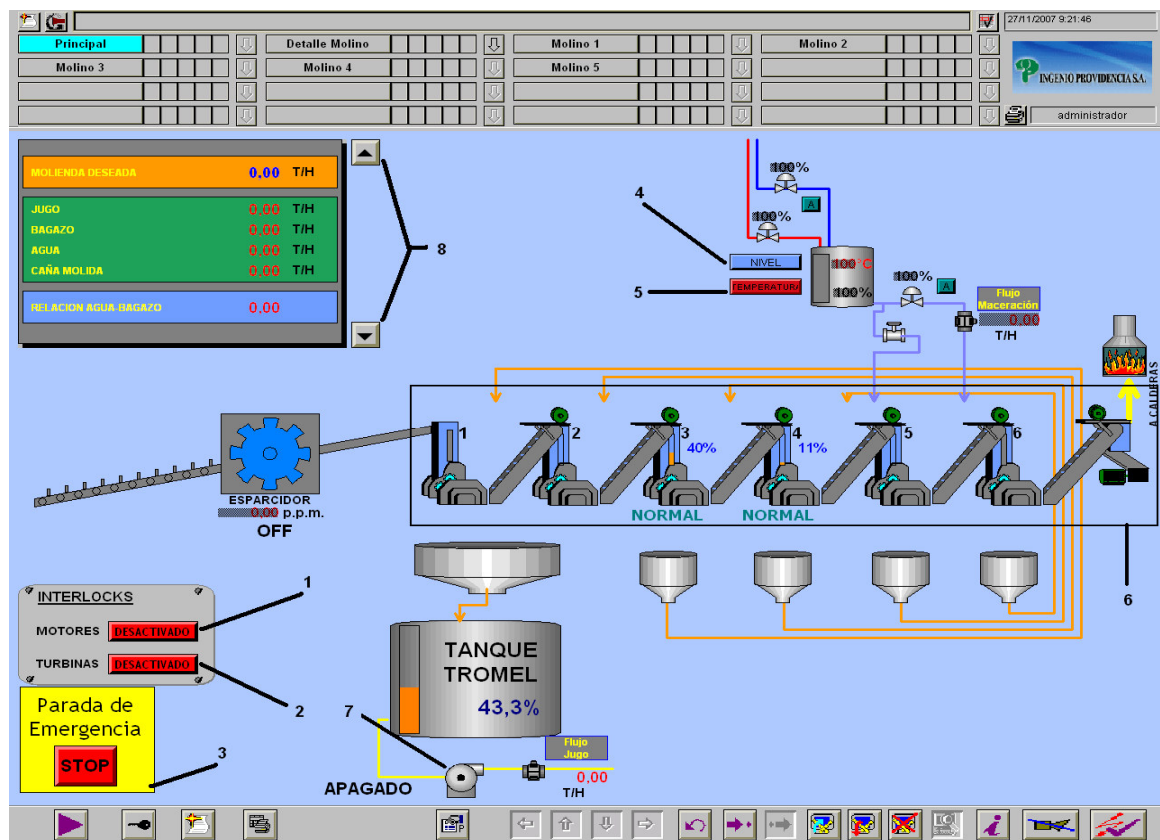 27/11/2007 9:21:46
Principal
Detalle Molino
Molino 1
Molino 2
Molino 3
Molino 4
Molino 5
INGENIO PROVIDENCIA S.A.
administrador
MOLIENDA DESEADA 0.00 T/H
JUGO 0.00 T/H
BAGAZO 0.00 T/H
AGUA 0.00 T/H
CAÑA MOLIDA 0.00 T/H
RELACION AGUA-BAGAZO 0.00
8
100%
A
100%
4
NIVEL
5
TEMPERATURA
100°C
100%
100%
A
Flujo
Maceración
0.00
T/H
A CALDERAS
1
2
3
40%
4
11%
5
6
NORMAL
NORMAL
ESPARCIDOR
0.00 p.p.m.
OFF
6
INTERLOCKS
MOTORES DESACTIVADO
TURBINAS DESACTIVADO
1
2
Parada de
Emergencia
STOP
3
TANQUE
TROMEL
43,3%
7
APAGADO
Flujo
Jugo
0,00
T/H